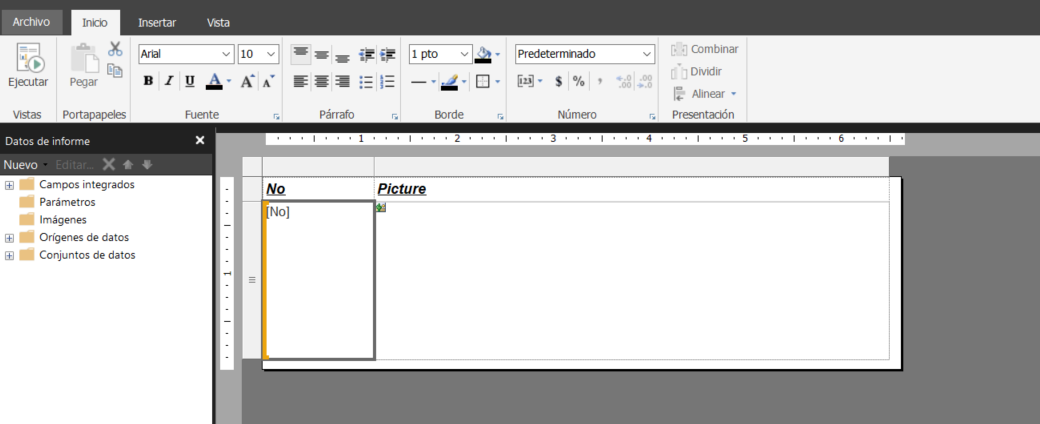 Archivo Inicio Insertar Vista
Arial 10 1 pto Predeterminado Combinar
Dividir
Ejecutar Pegar B I U A A A $ % , Alinear
Vistas Portapapeles Fuente Párrafo Borde Número Presentación
Datos de informe
1 2 3 4 5 6
Nuevo Editar...
Campos integrados
Parámetros
Imágenes
Orígenes de datos
Conjuntos de datos
1
No Picture
[No]